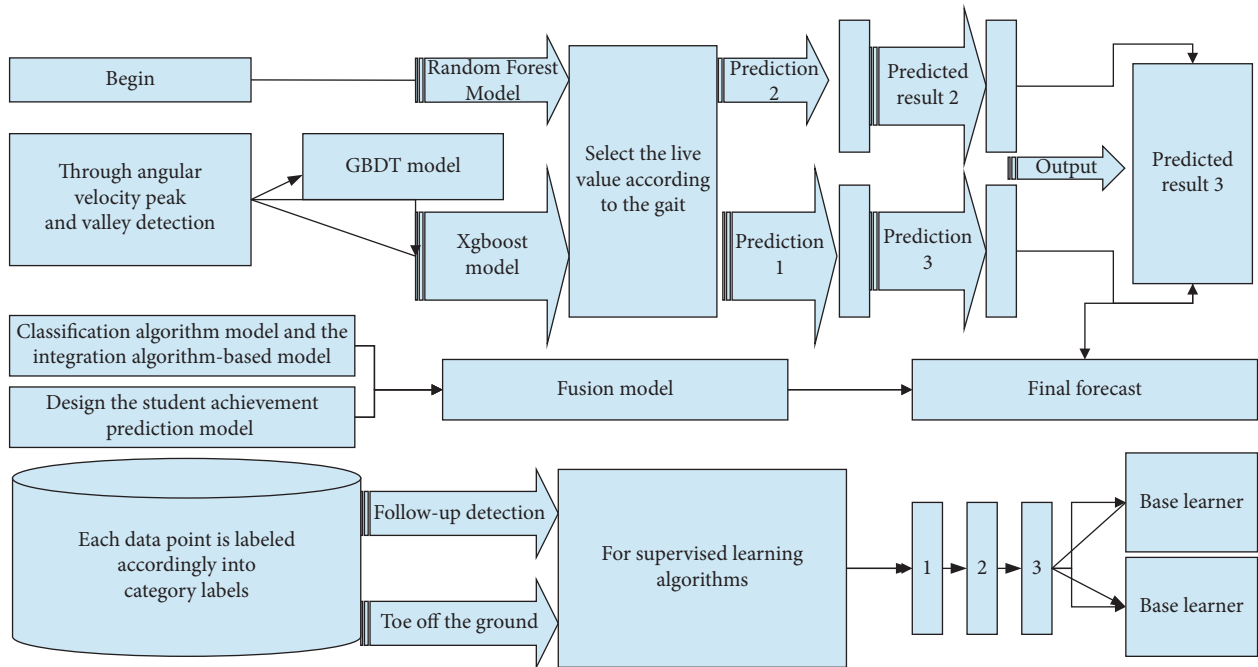 Begin
Random Forest
Model
Prediction
2
Predicted
result 2
Through angular
velocity peak
and valley detection
GBDT model
Xgboost
model
Select the live
value according
to the gait
Prediction
1
Prediction
3
Output
Predicted
result 3
Classification algorithm model and the
integration algorithm-based model
Design the student achievement
prediction model
Fusion model
Final forecast
Each data point is labeled
accordingly into
category labels
Follow-up detection
Toe off the ground
For supervised learning
algorithms
1
2
3
Base learner
Base learner